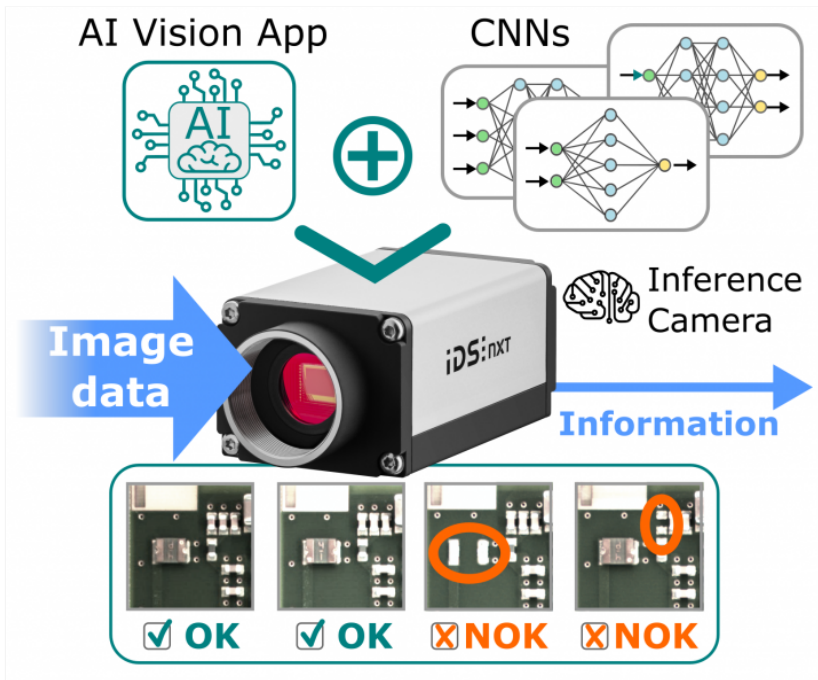 AI Vision App
CNNs
AI
Inference
Camera
Image
data
iDS:nxt
Information
OK
OK
NOK
NOK